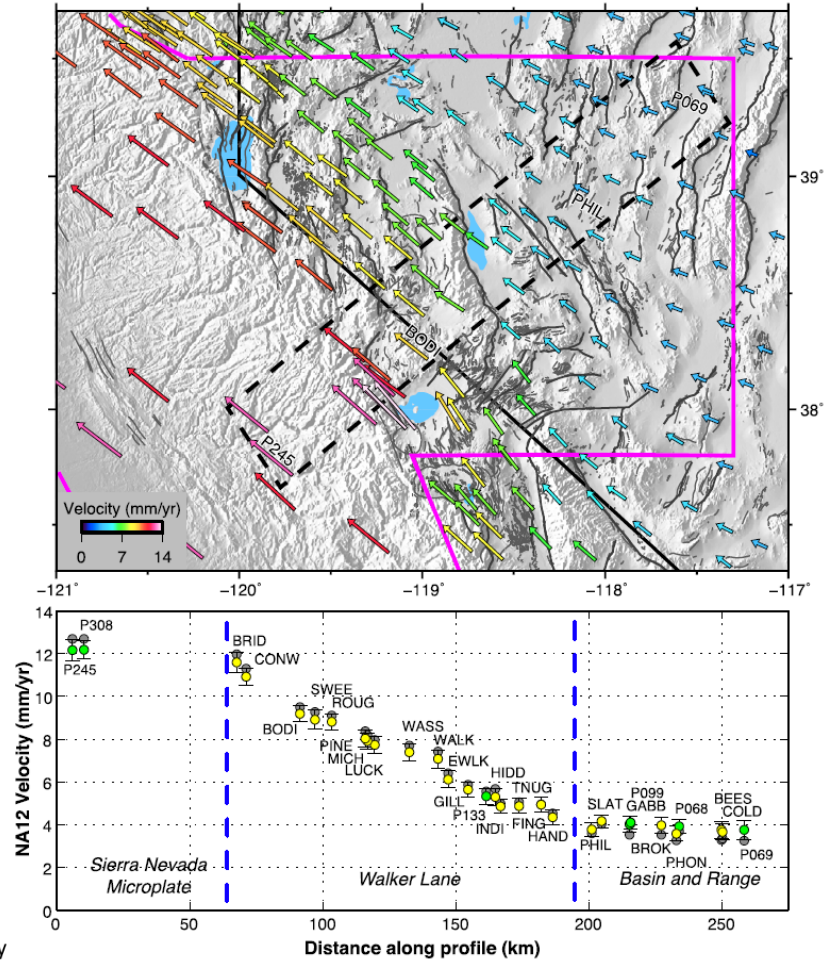 P069
39˚
PHIL
BODI
38˚
P245
Velocity (mm/yr)
0 7 14
−121˚ −120˚ −119˚ −118˚ −117˚
14
12
10
8
6
4
2
0
NA12 Velocity (mm/yr)
P308
P245
BRID
CONW
SWEE
ROUG
BODI
PINE
MICH
LUCK
WASS
WALK
EWLK
HIDD
GILL
P133
TNUG
INDI
FING
HAND
P099
SLAT GABB
P068
BEES
COLD
PHIL
BROK
PHON
P069
Sierra Nevada
Microplate
Walker Lane
Basin and Range
0 50 100 150 200 250
Distance along profile (km)
y